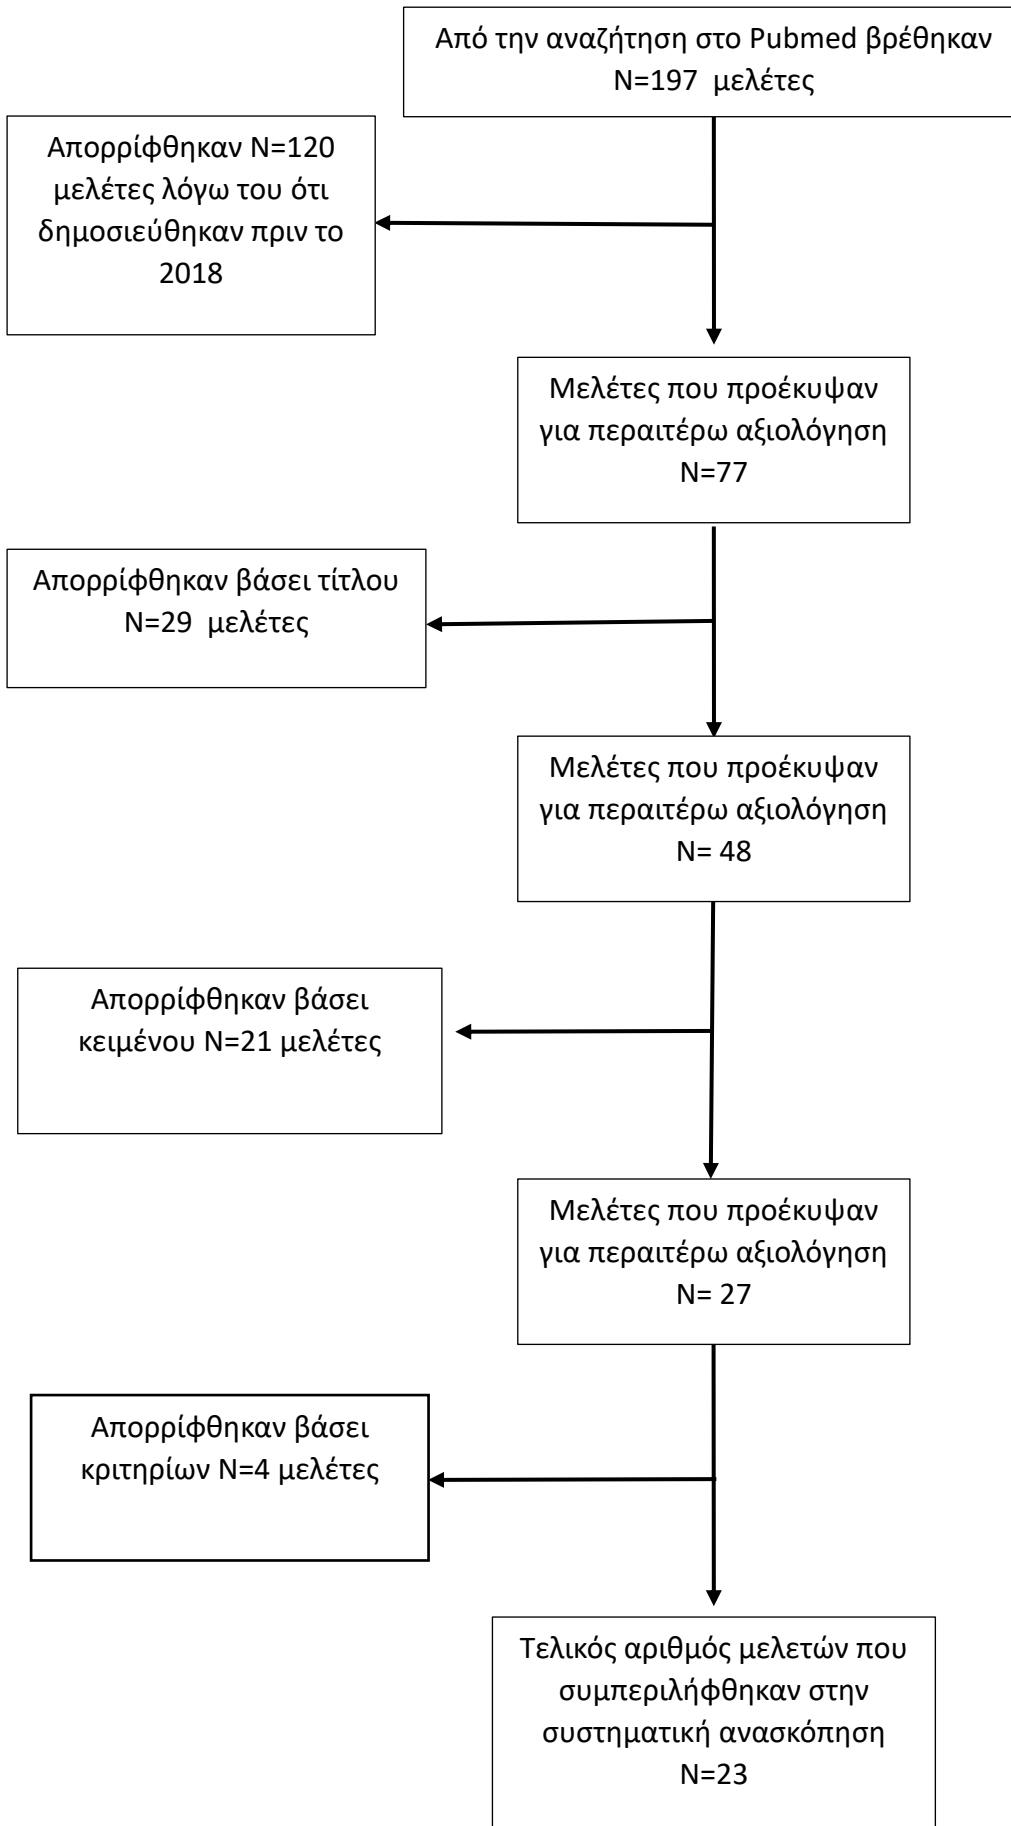 Από την αναζήτηση στο Pubmed βρέθηκαν
N=197 μελέτες
Απορρίφθηκαν N=120
μελέτες λόγω του ότι
δημοσιεύθηκαν πριν το
2018
Μελέτες που προέκυψαν
για περαιτέρω αξιολόγηση
N=77
Απορρίφθηκαν βάσει τίτλου
N=29 μελέτες
Μελέτες που προέκυψαν
για περαιτέρω αξιολόγηση
N= 48
Απορρίφθηκαν βάσει
κειμένου N=21 μελέτες
Μελέτες που προέκυψαν
για περαιτέρω αξιολόγηση
N= 27
Απορρίφθηκαν βάσει
κριτηρίων N=4 μελέτες
Τελικός αριθμός μελετών που
συμπεριλήφθηκαν στην
συστηματική ανασκόπηση
N=23